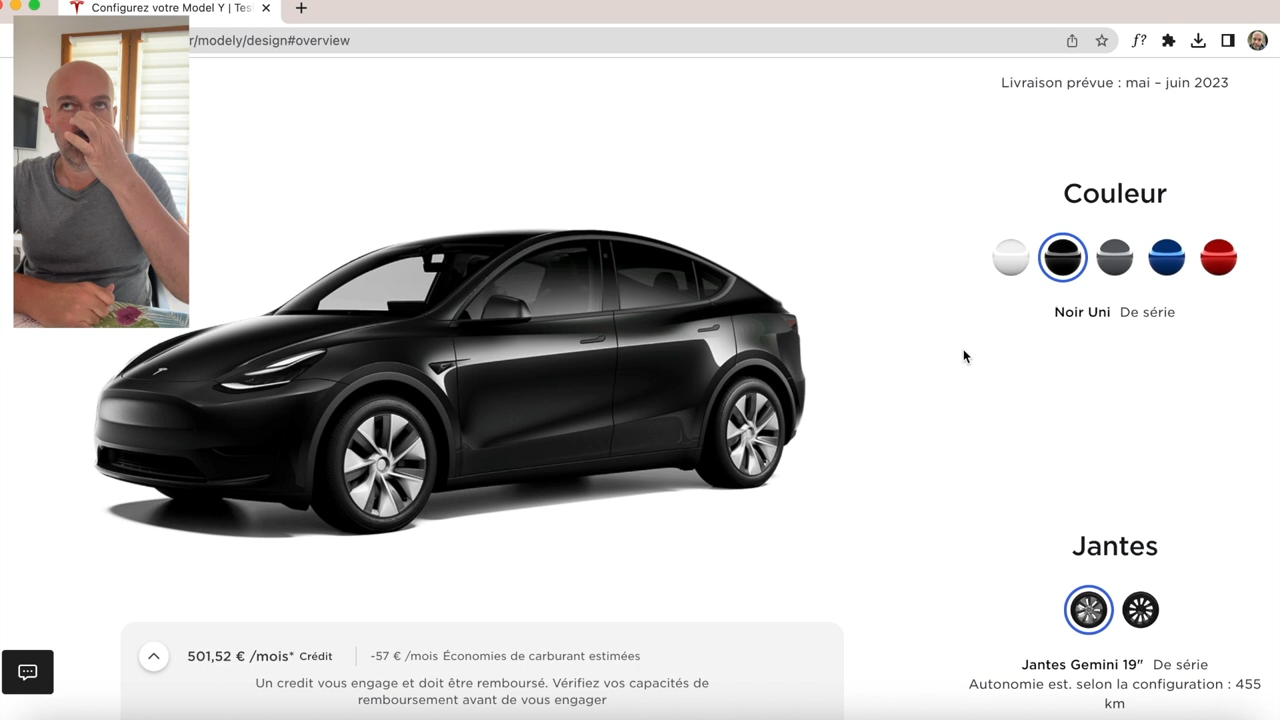 Configurez votre Model Y | Tes
r/modely/design#overview
f?
Livraison prévue : mai – juin 2023
Couleur
Noir Uni De série
Jantes
Jantes Gemini 19" De série
Autonomie est. selon la configuration : 455
km
501,52 € /mois* Crédit
-57 € /mois Économies de carburant estimées
Un credit vous engage et doit être remboursé. Vérifiez vos capacités de
remboursement avant de vous engager